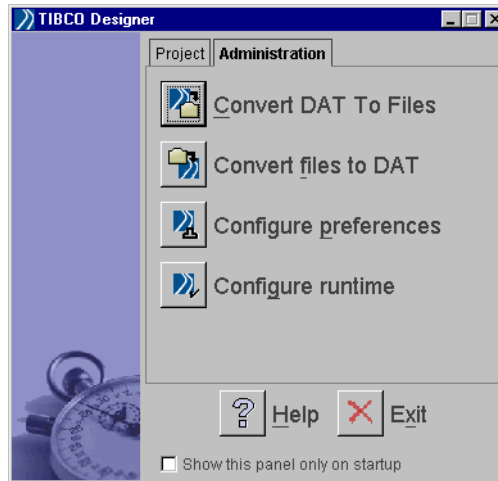 TIBCO Designer
Project Administration
Convert DAT To Files
Convert files to DAT
Configure preferences
Configure runtime
Help Exit
Show this panel only on startup